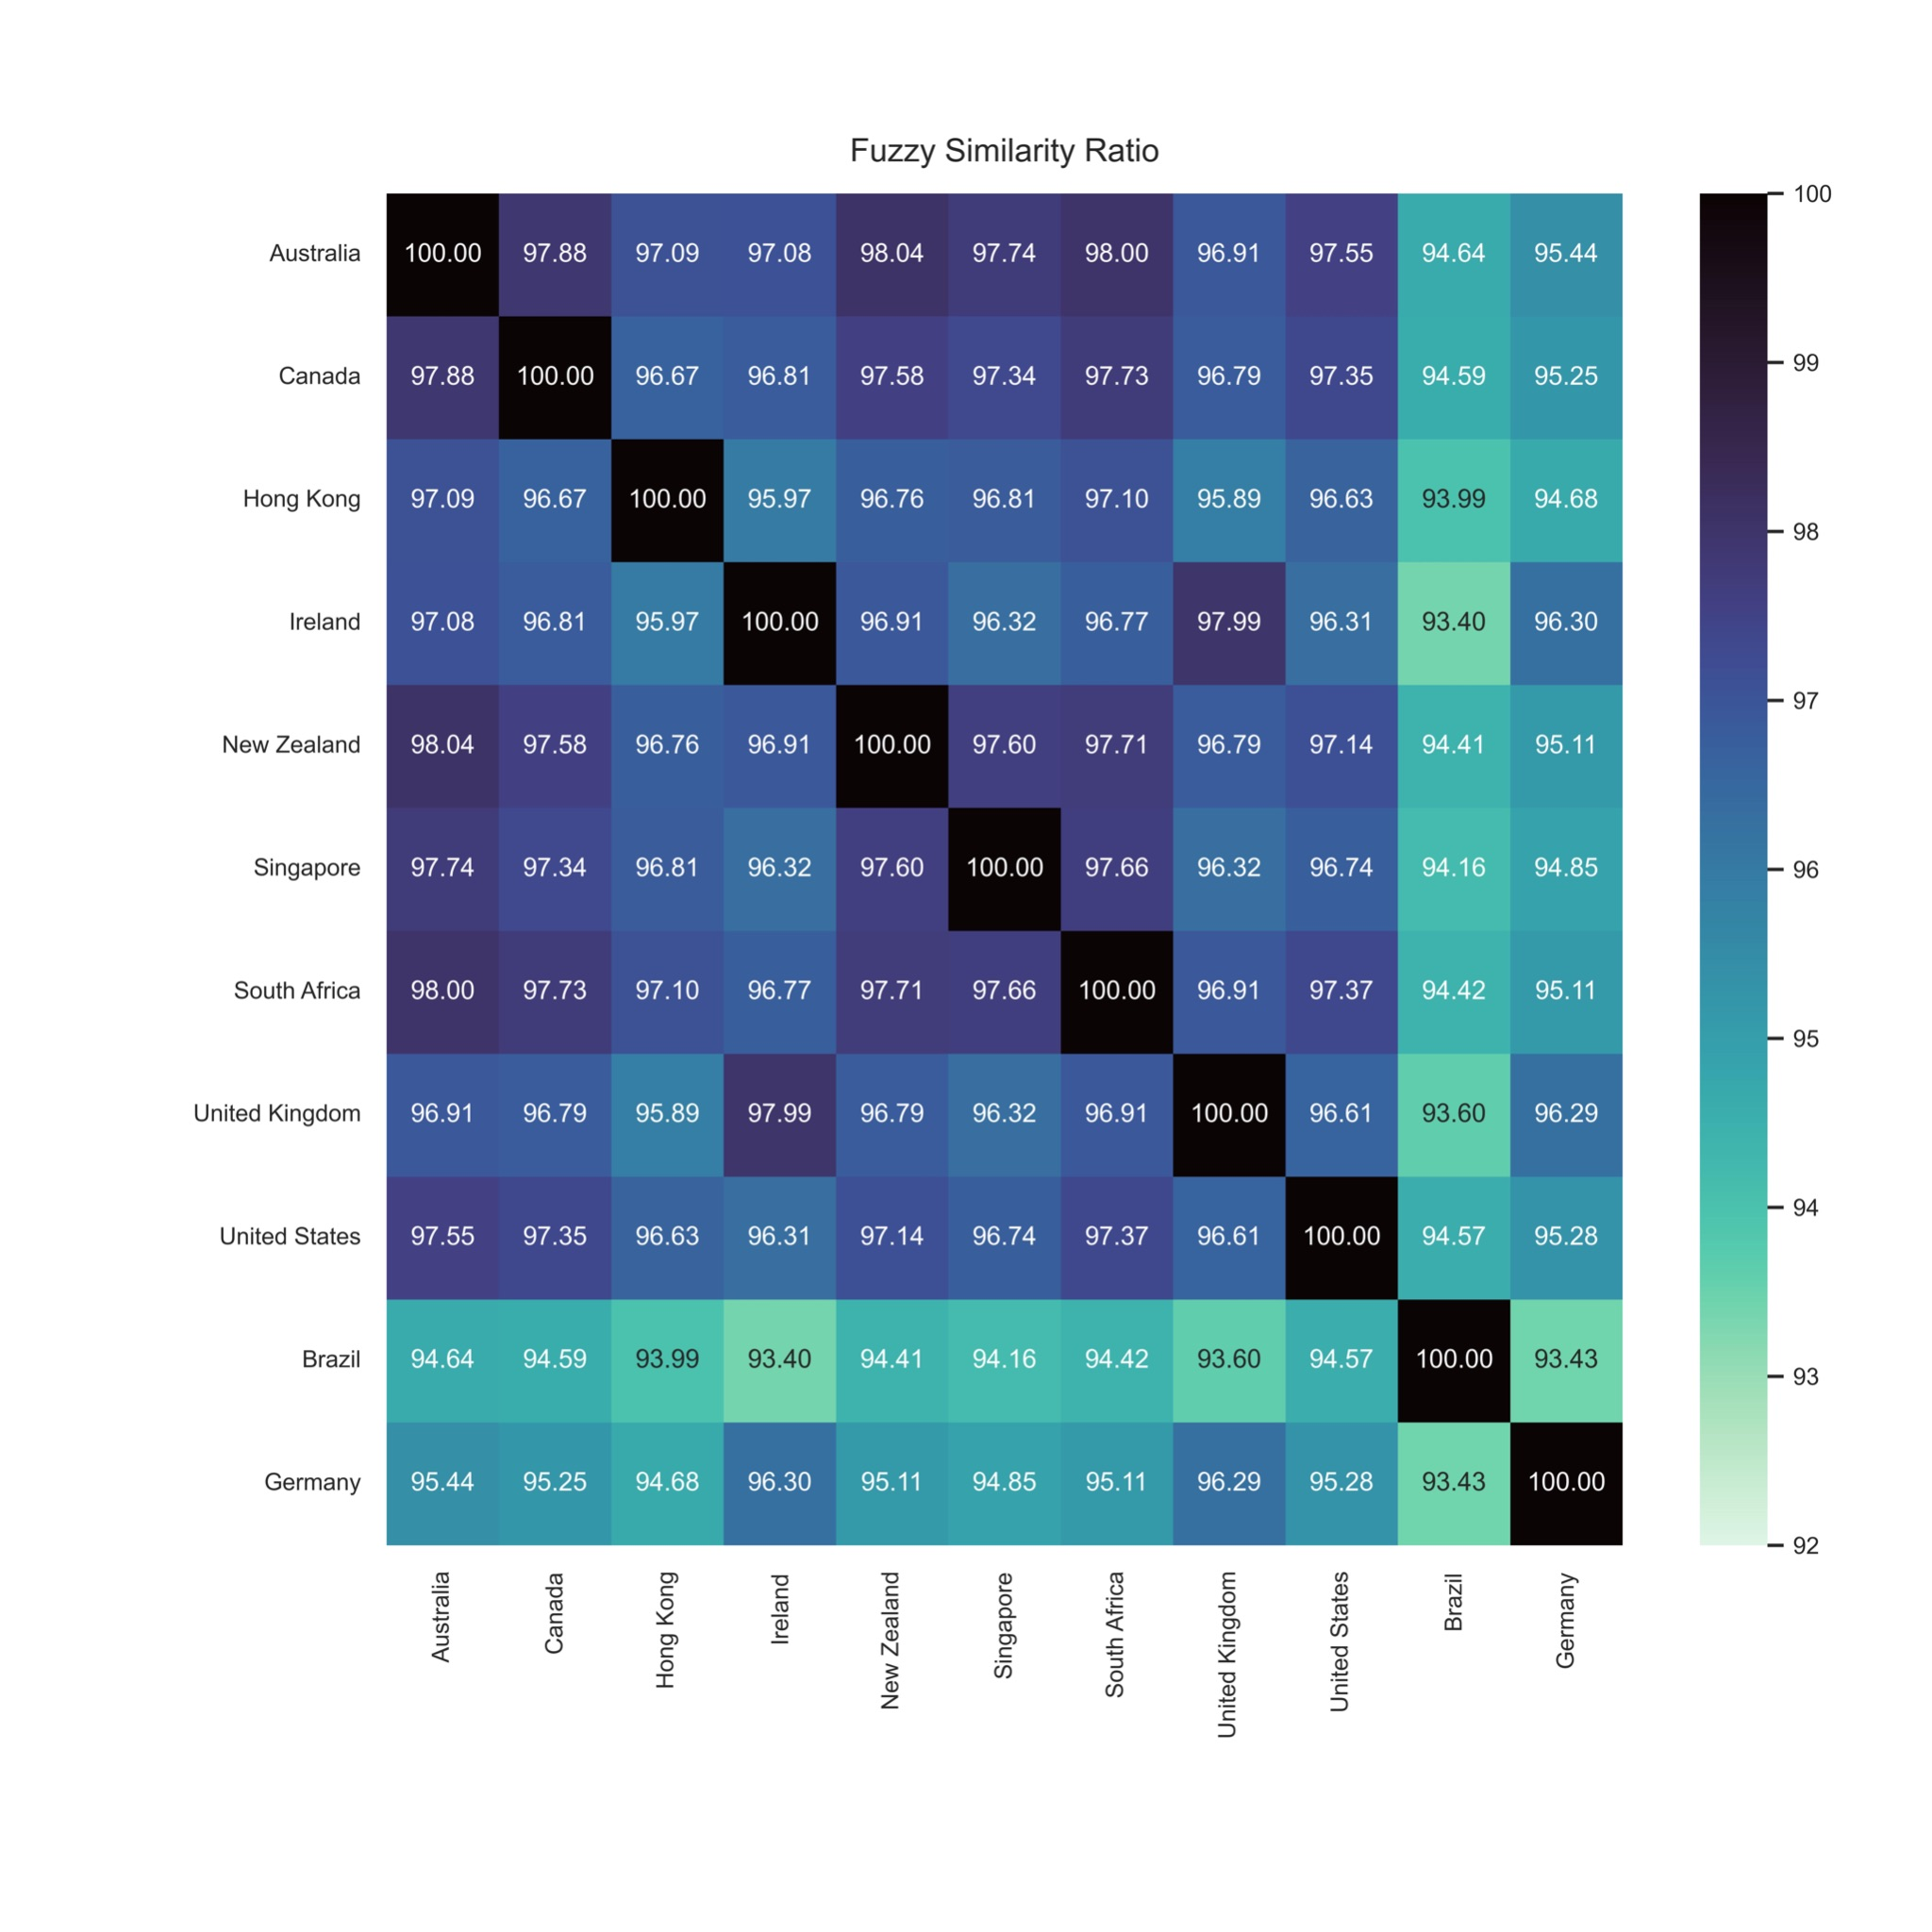 Fuzzy Similarity Ratio
Australia 100.00 97.88 97.09 97.08 98.04 97.74 98.00 96.91 97.55 94.64 95.44
Canada 97.88 100.00 96.67 96.81 97.58 97.34 97.73 96.79 97.35 94.59 95.25
Hong Kong 97.09 96.67 100.00 95.97 96.76 96.81 97.10 95.89 96.63 93.99 94.68
Ireland 97.08 96.81 95.97 100.00 96.91 96.32 96.77 97.99 96.31 93.40 96.30
New Zealand 98.04 97.58 96.76 96.91 100.00 97.60 97.71 96.79 97.14 94.41 95.11
Singapore 97.74 97.34 96.81 96.32 97.60 100.00 97.66 96.32 96.74 94.16 94.85
South Africa 98.00 97.73 97.10 96.77 97.71 97.66 100.00 96.91 97.37 94.42 95.11
United Kingdom 96.91 96.79 95.89 97.99 96.79 96.32 96.91 100.00 96.61 93.60 96.29
United States 97.55 97.35 96.63 96.31 97.14 96.74 97.37 96.61 100.00 94.57 95.28
Brazil 94.64 94.59 93.99 93.40 94.41 94.16 94.42 93.60 94.57 100.00 93.43
Germany 95.44 95.25 94.68 96.30 95.11 94.85 95.11 96.29 95.28 93.43 100.00
Australia
Canada
Hong Kong
Ireland
New Zealand
Singapore
South Africa
United Kingdom
United States
Brazil
Germany
100
99
98
97
96
95
94
93
92